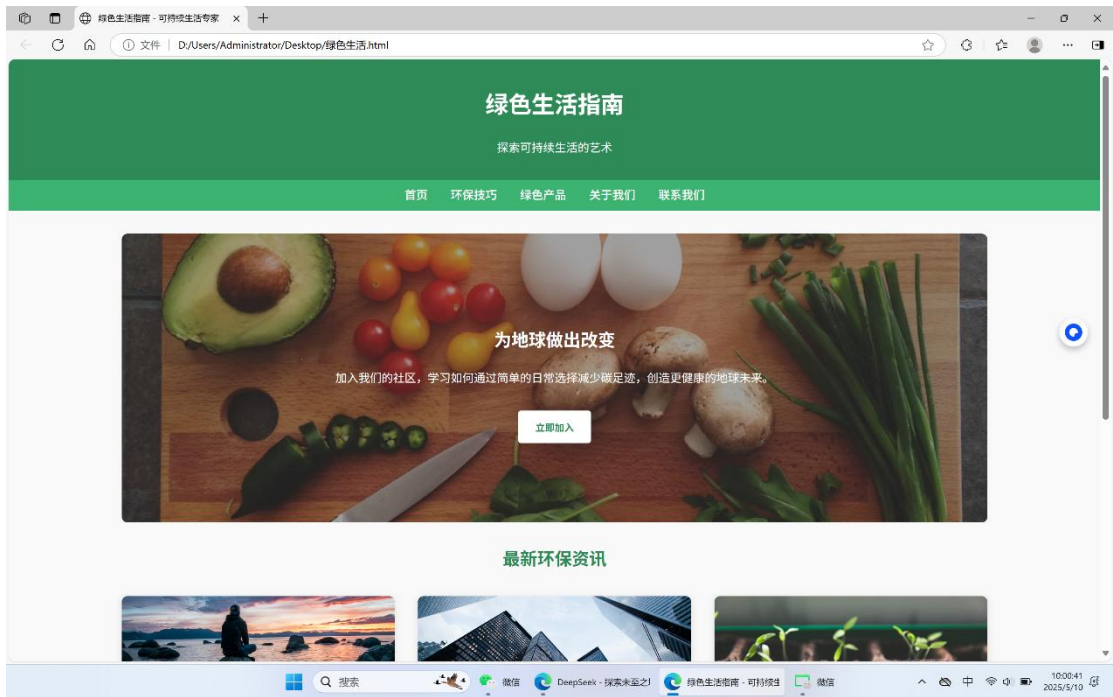 绿色生活指南 - 可持续生活专家
文件 D:/Users/Administrator/Desktop/绿色生活.html
绿色生活指南
探索可持续生活的艺术
首页 环保技巧 绿色产品 关于我们 联系我们
为地球做出改变
加入我们的社区，学习如何通过简单的日常选择减少碳足迹，创造更健康的地球未来。
立即加入
最新环保资讯
搜索 微信 DeepSeek - 探索未至之 绿色生活指南 - 可持续生 微信 中 10:00:41
2025/5/10